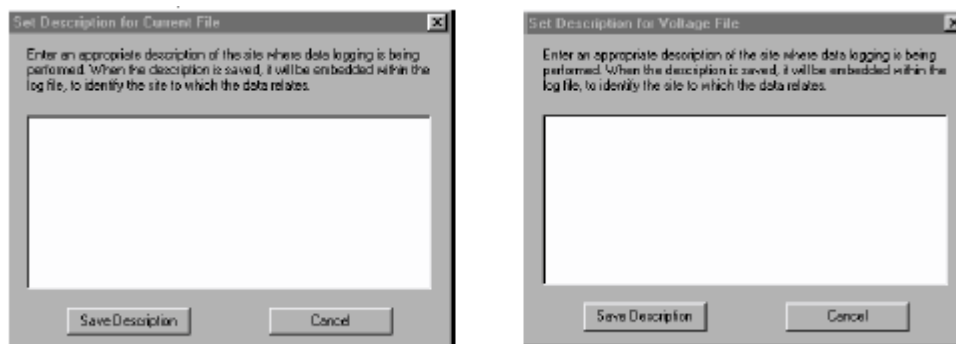 Set Description for Current File
Enter an appropriate description of the site where data logging is being
performed. When the description is saved, it will be embedded within the
log file, to identify the site to which the data relates.
Save Description
Cancel
Set Description for Voltage File
Enter an appropriate description of the site where data logging is being
performed. When the description is saved, it will be embedded within the
log file, to identify the site to which the data relates.
Save Description
Cancel